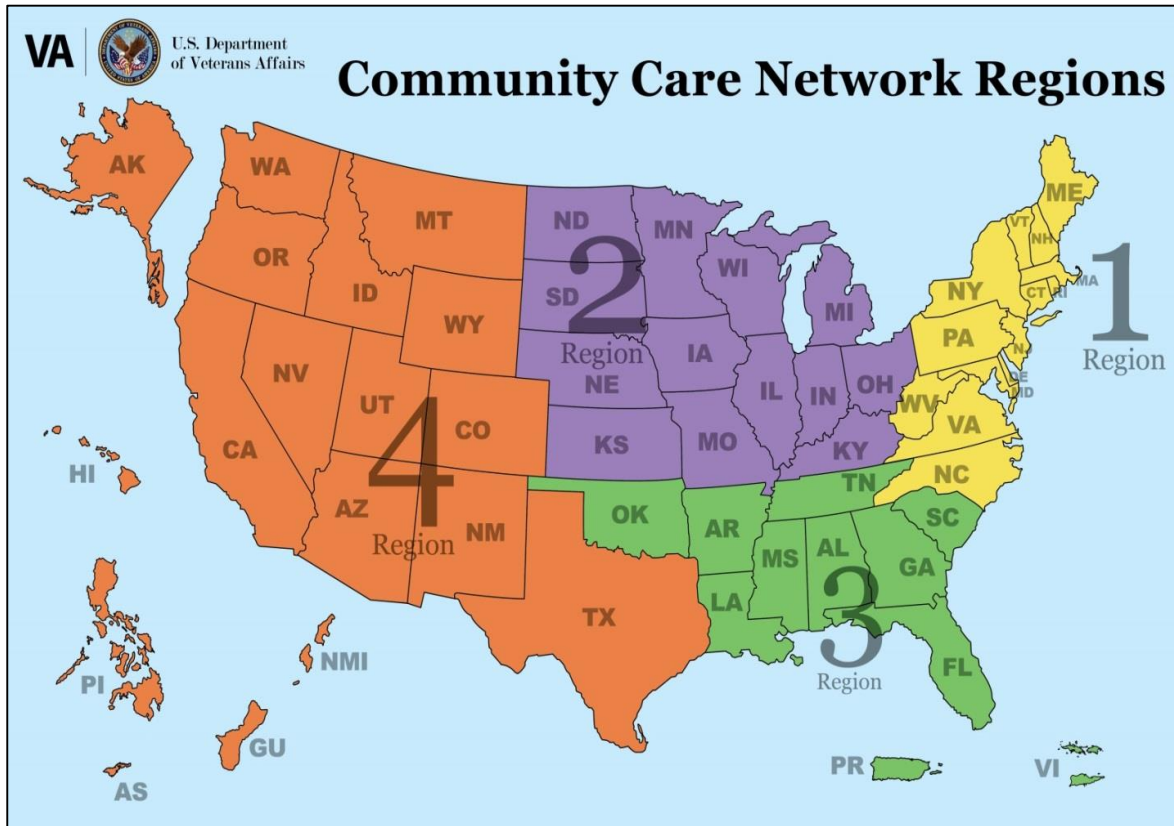 VA
U.S. Department
of Veterans Affairs
Community Care Network Regions
AK
WA
MT
OR
ID
WY
NV
UT
CO
CA
AZ
NM
TX
4
Region
ND
MN
SD
WI
MI
NE
IA
IL
IN
OH
KS
MO
KY
2
Region
ME
VT
NH
NY
MA
CT
RI
PA
NJ
DE
MD
WV
VA
NC
1
Region
TN
OK
AR
SC
MS
AL
GA
LA
FL
3
Region
HI
PI
NMI
GU
AS
PR
VI